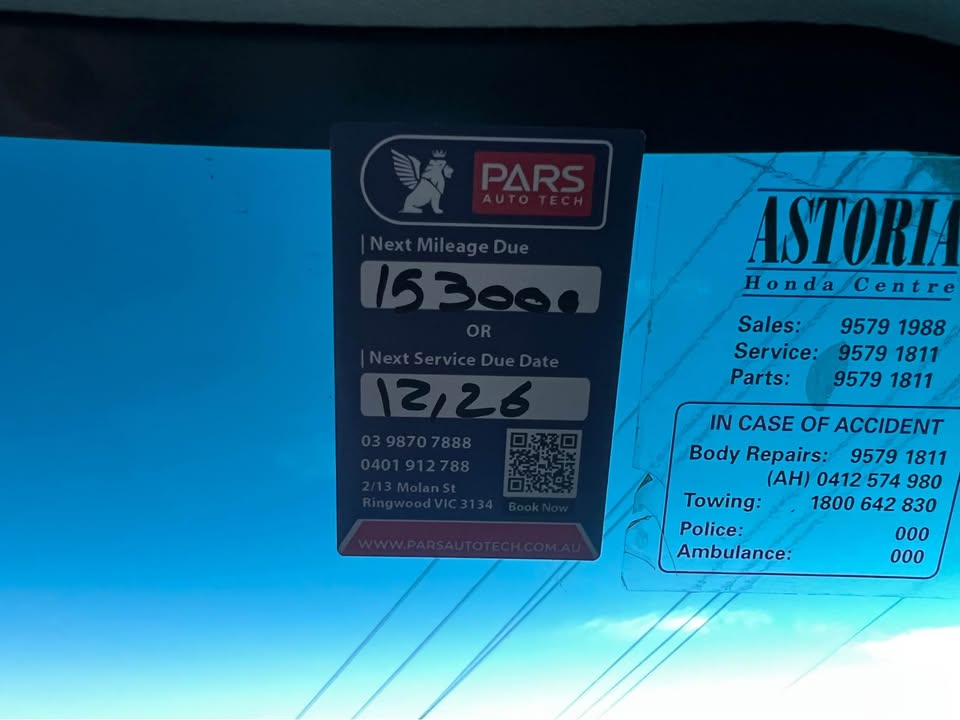 PARS
AUTO TECH
| Next Mileage Due
153000
OR
| Next Service Due Date
12,26
03 9870 7888
0401 912 788
2/13 Molan St
Ringwood VIC 3134
Book Now
WWW.PARSAUTOTECH.COM.AU
ASTORIA
Honda Centre
Sales: 9579 1988
Service: 9579 1811
Parts: 9579 1811
IN CASE OF ACCIDENT
Body Repairs: 9579 1811
(AH) 0412 574 980
Towing: 1800 642 830
Police: 000
Ambulance: 000